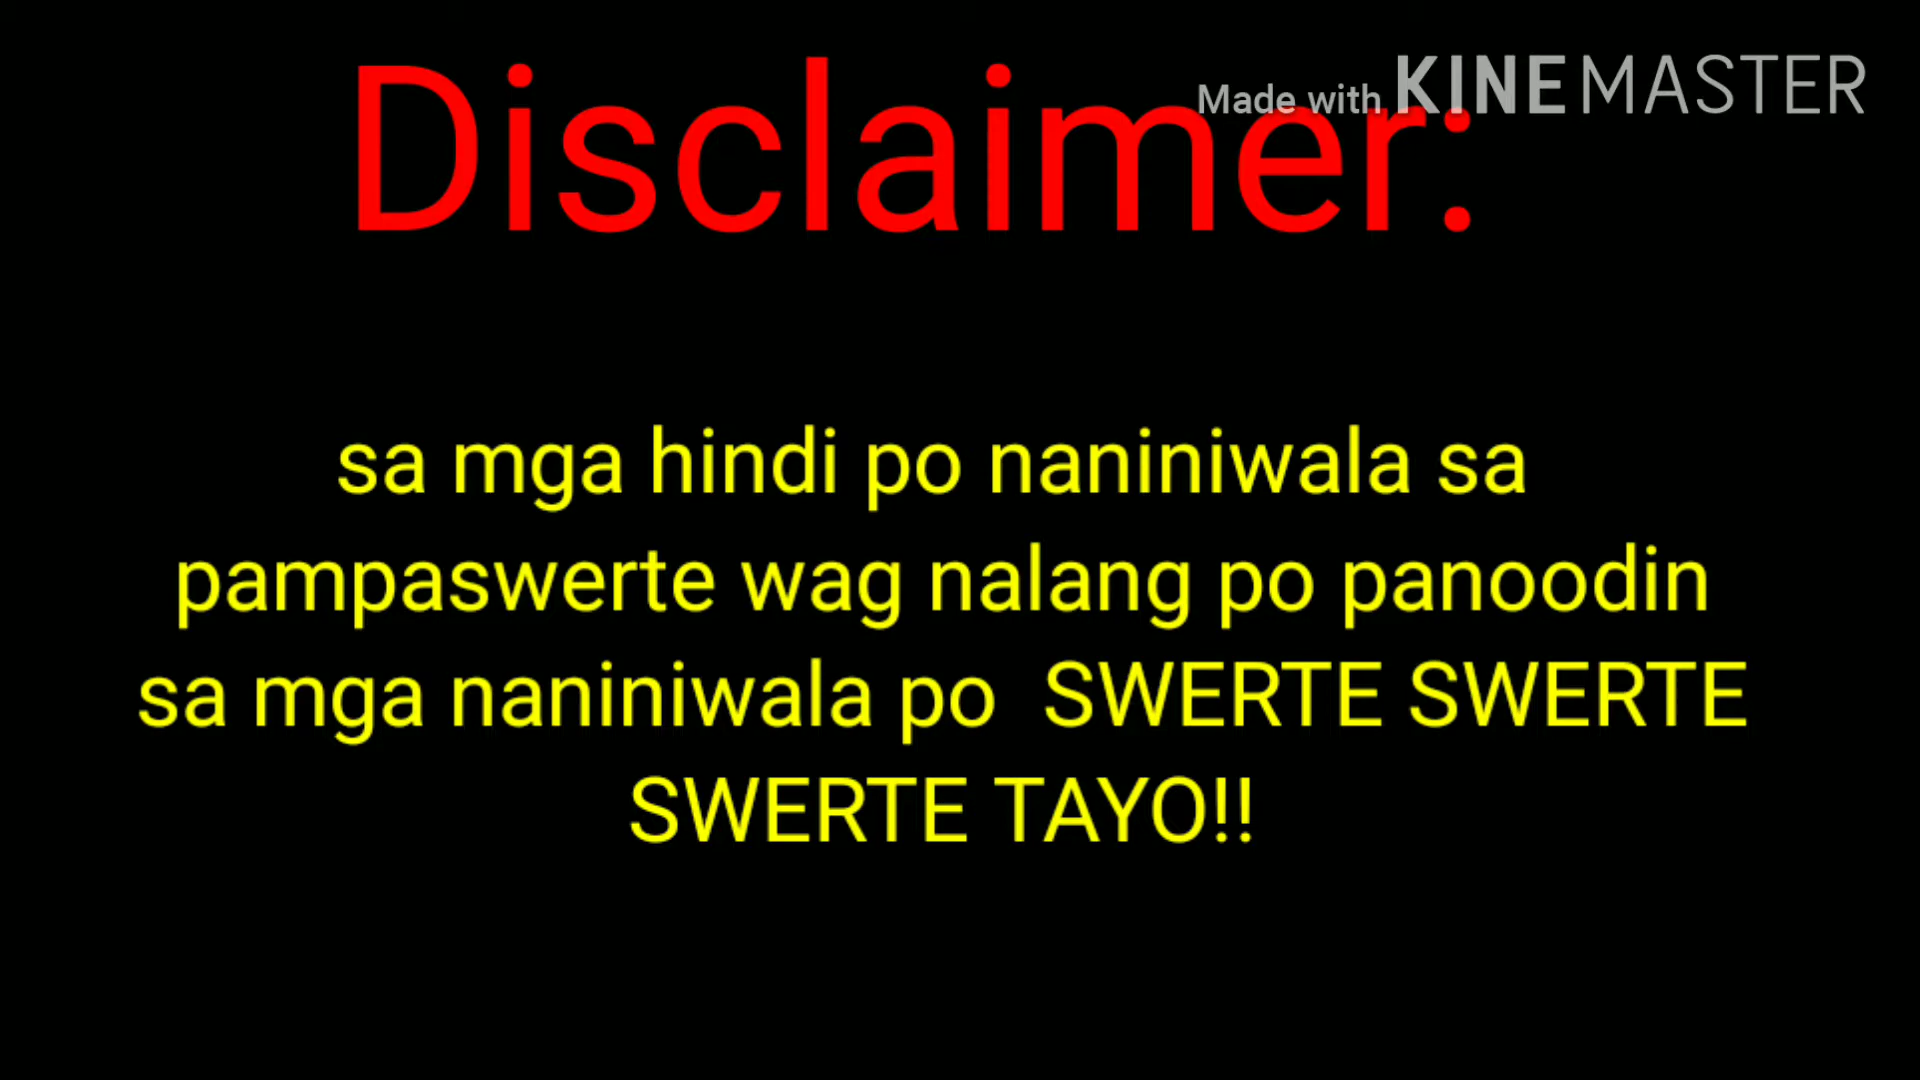 Made with KINEMASTER
Disclaimer:
sa mga hindi po naniniwala sa
pampaswerte wag nalang po panoodin
sa mga naniniwala po  SWERTE SWERTE
SWERTE TAYO!!